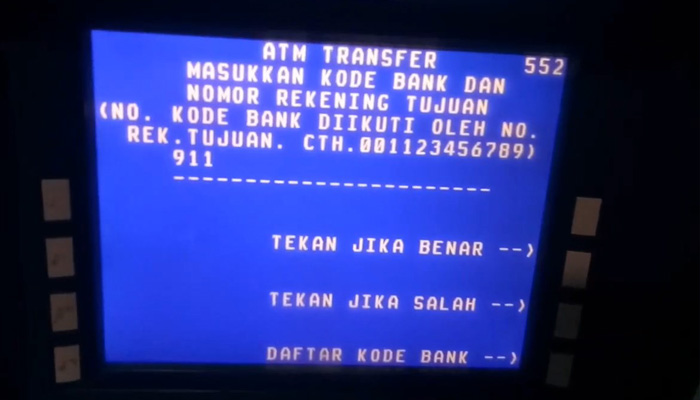 ATM TRANSFER
552
MASUKKAN KODE BANK DAN
NOMOR REKENING TUJUAN
(NO. KODE BANK DIIKUTI OLEH NO.
REK.TUJUAN. CTH.001123456789)
911
-----------------------
TEKAN JIKA BENAR -->
TEKAN JIKA SALAH -->
DAFTAR KODE BANK -->